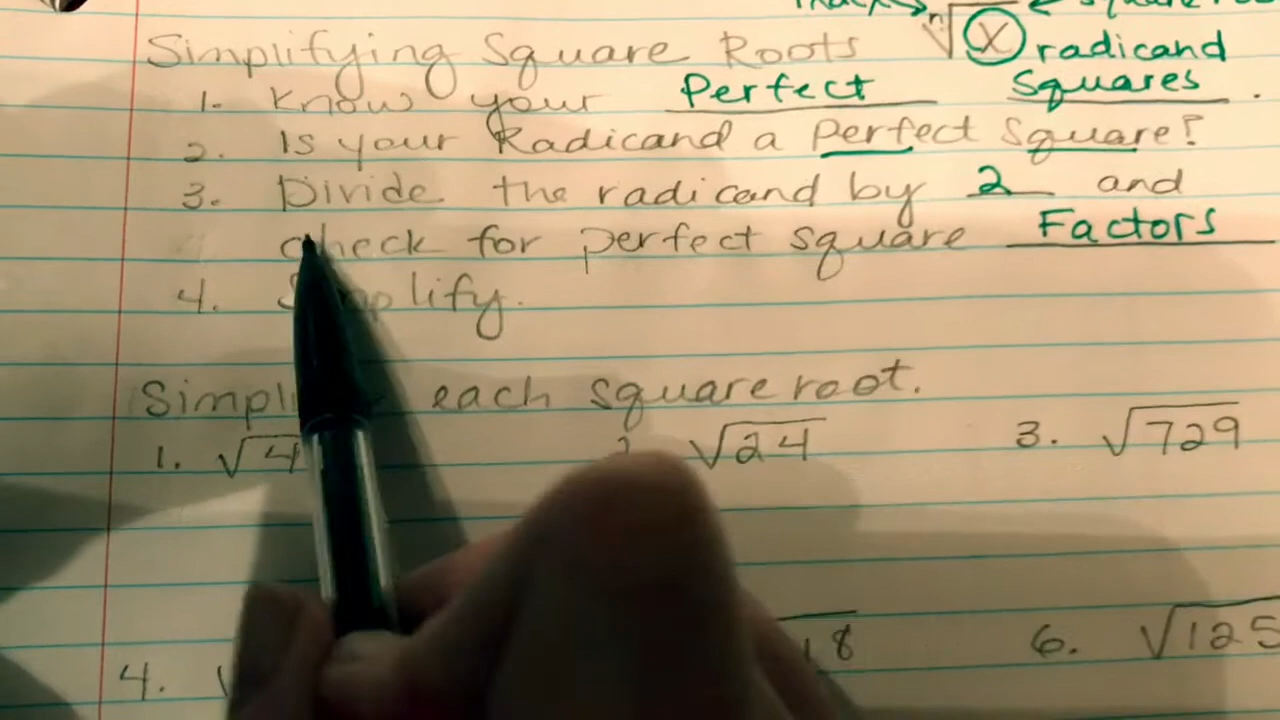 n√x radicand
Simplifying Square Roots
1. Know your Perfect Squares.
2. Is your Radicand a Perfect Square?
3. Divide the radicand by 2 and
check for perfect square Factors
4. Simplify.
each square root.
1. √4
√24
3. √729
4.
18
6. √125